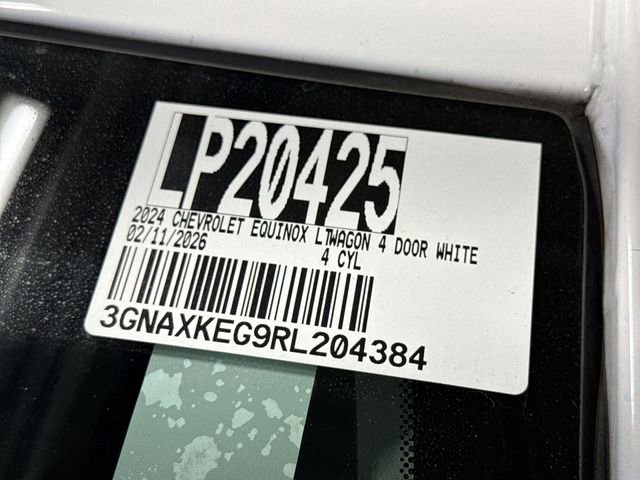 LP20425
2024 CHEVROLET EQUINOX LTWAGON 4 DOOR WHITE
02/11/2026 4 CYL
3GNAXKEG9RL204384